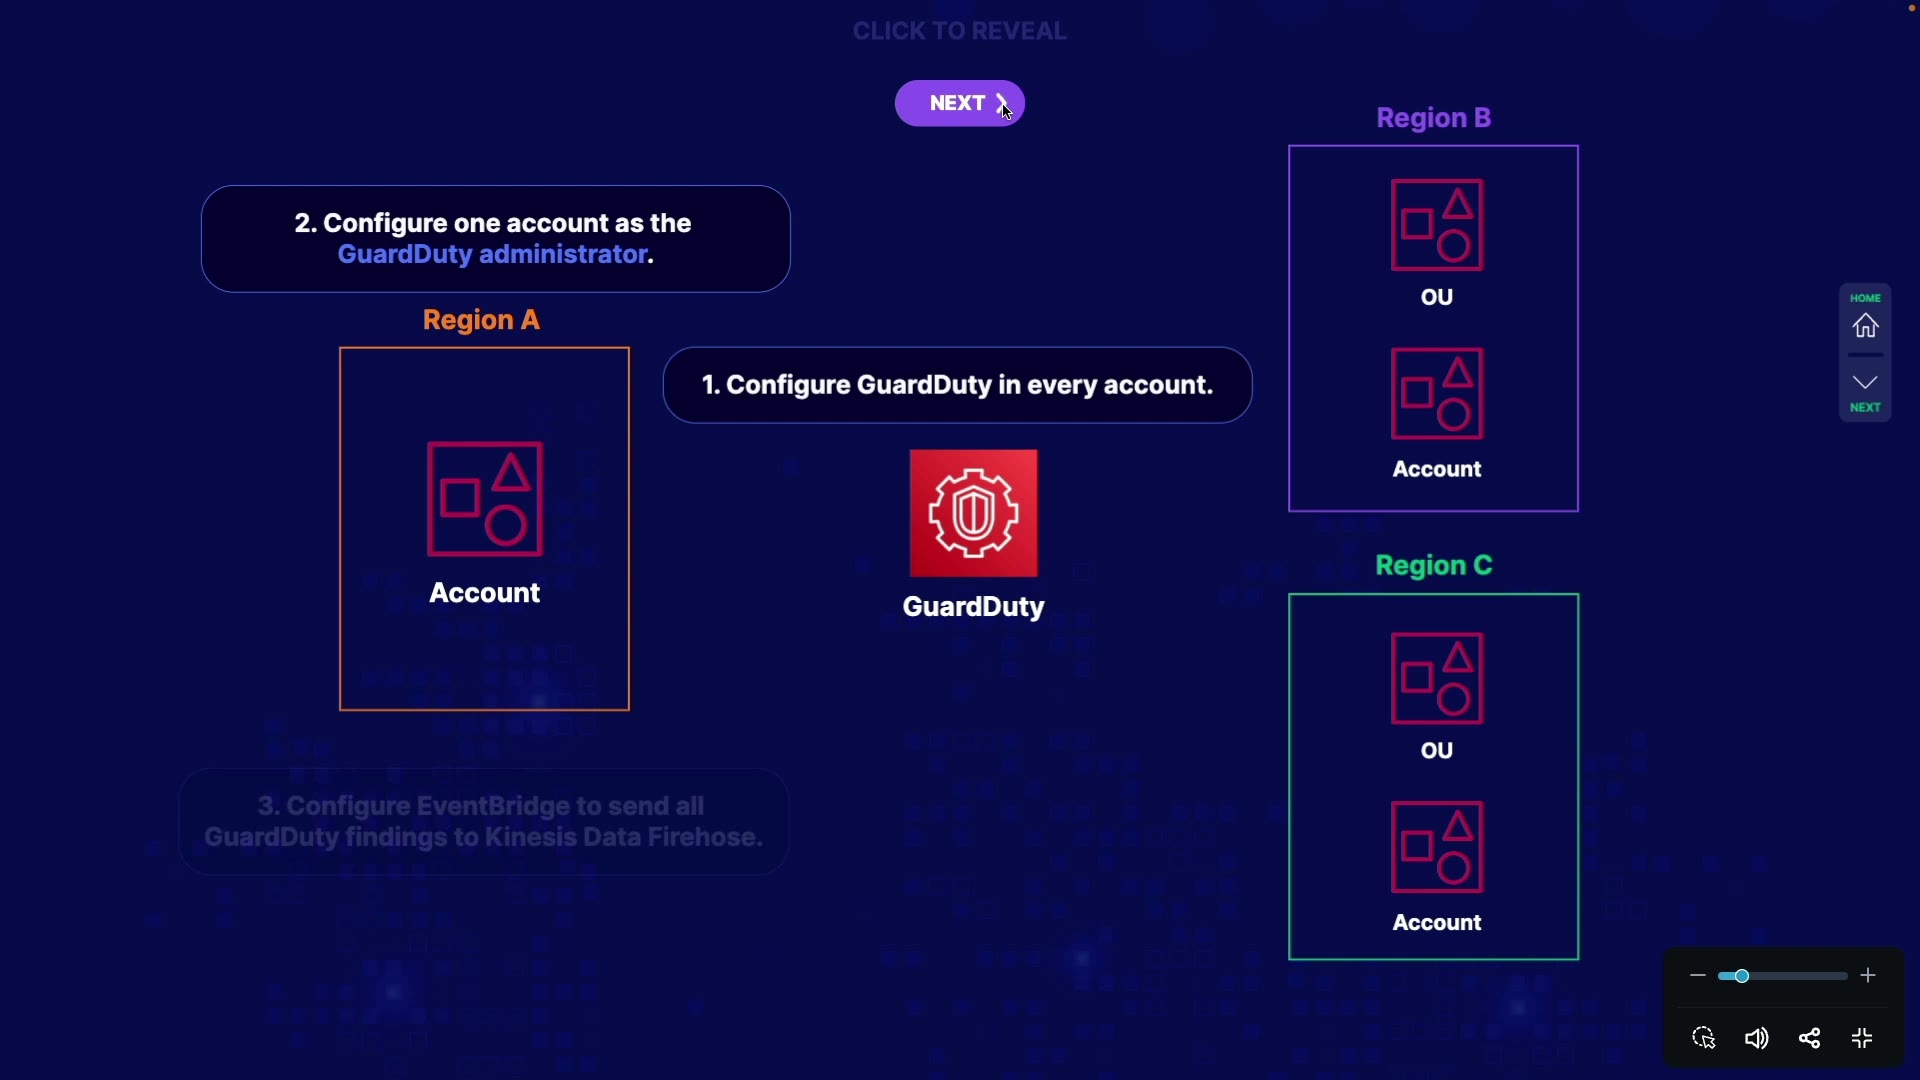 CLICK TO REVEAL
NEXT
2. Configure one account as the
GuardDuty administrator.
Region A
Account
1. Configure GuardDuty in every account.
GuardDuty
3. Configure EventBridge to send all
GuardDuty findings to Kinesis Data Firehose.
Region B
OU
Account
Region C
OU
Account
HOME
NEXT